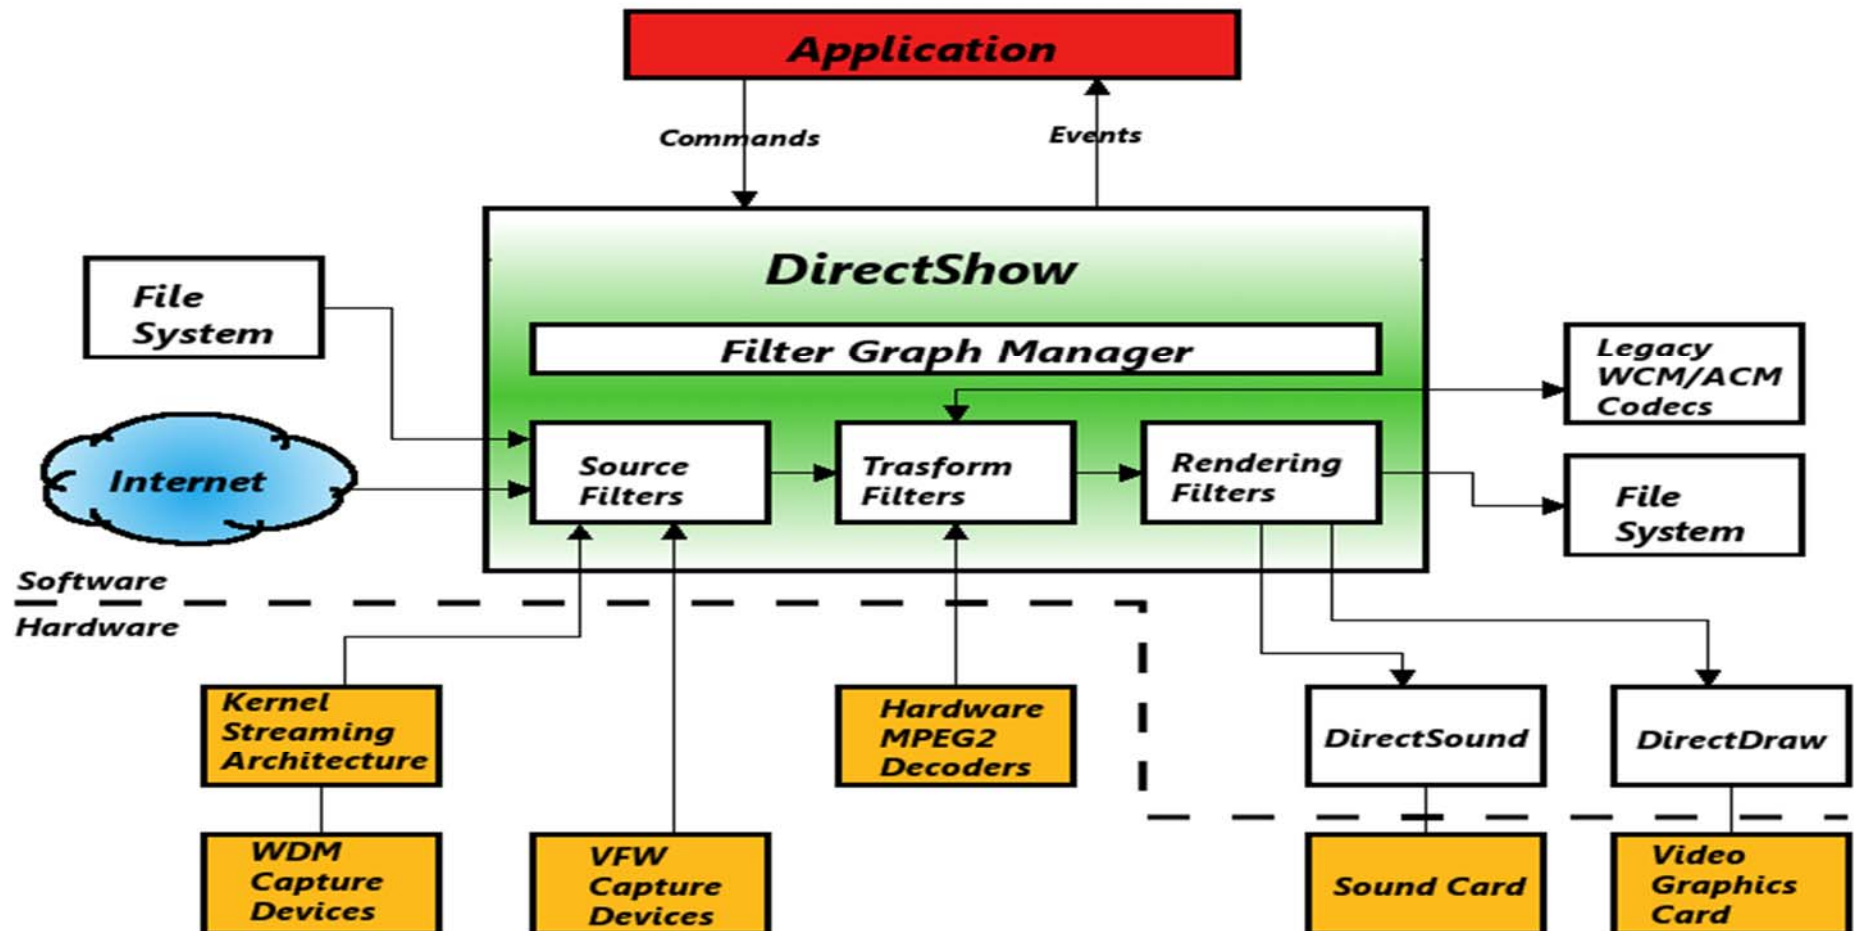 Application
Commands
Events
DirectShow
File
System
Filter Graph Manager
Legacy
WCM/ACM
Codecs
Internet
Source
Filters
Trasform
Filters
Rendering
Filters
File
System
Software
Hardware
Kernel
Streaming
Architecture
Hardware
MPEG2
Decoders
DirectSound
DirectDraw
WDM
Capture
Devices
VFW
Capture
Devices
Sound Card
Video
Graphics
Card